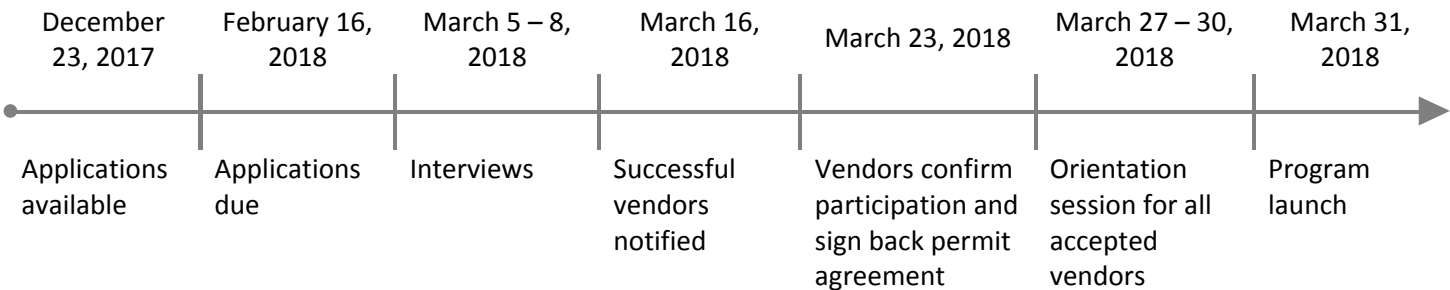 December
23, 2017
February 16,
2018
March 5 – 8,
2018
March 16,
2018
March 23, 2018
March 27 – 30,
2018
March 31,
2018
Applications
available
Applications
due
Interviews
Successful
vendors
notified
Vendors confirm
participation and
sign back permit
agreement
Orientation
session for all
accepted
vendors
Program
launch